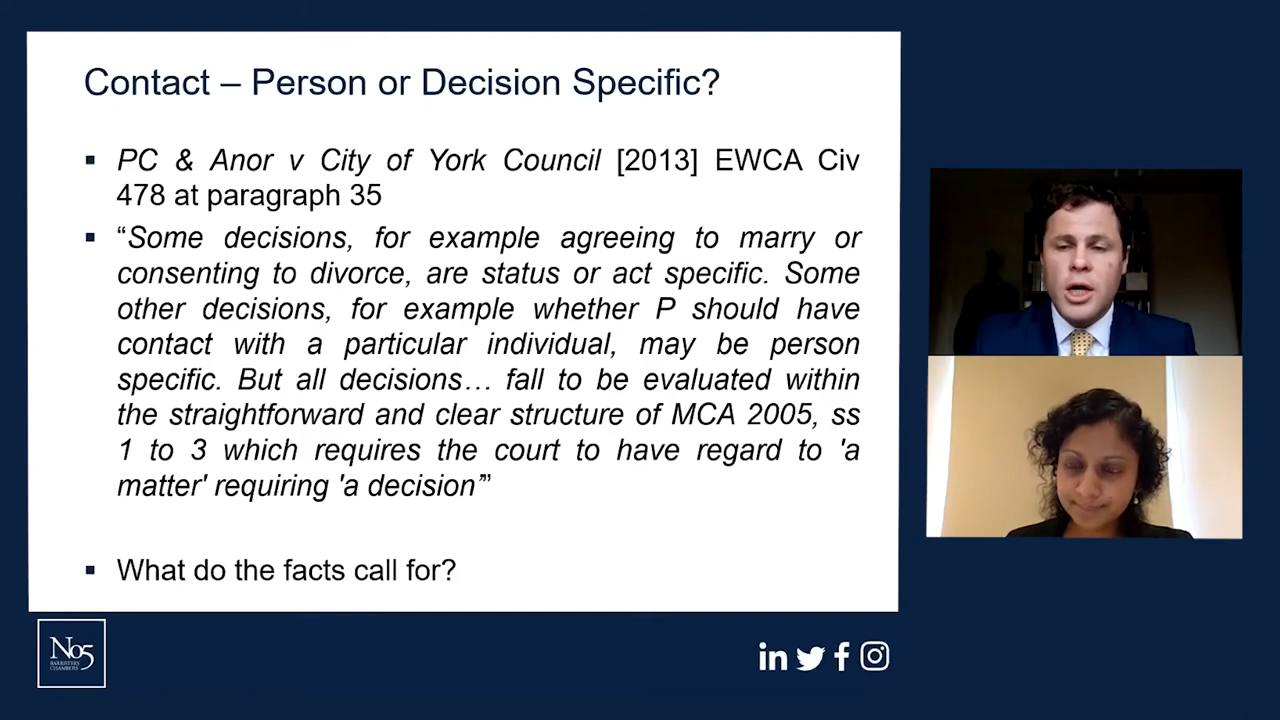 Contact – Person or Decision Specific?
▪ PC & Anor v City of York Council [2013] EWCA Civ
478 at paragraph 35
▪ “Some decisions, for example agreeing to marry or
consenting to divorce, are status or act specific. Some
other decisions, for example whether P should have
contact with a particular individual, may be person
specific. But all decisions… fall to be evaluated within
the straightforward and clear structure of MCA 2005, ss
1 to 3 which requires the court to have regard to 'a
matter' requiring 'a decision'”
▪ What do the facts call for?
No5
BARRISTERS
CHAMBERS
in
f